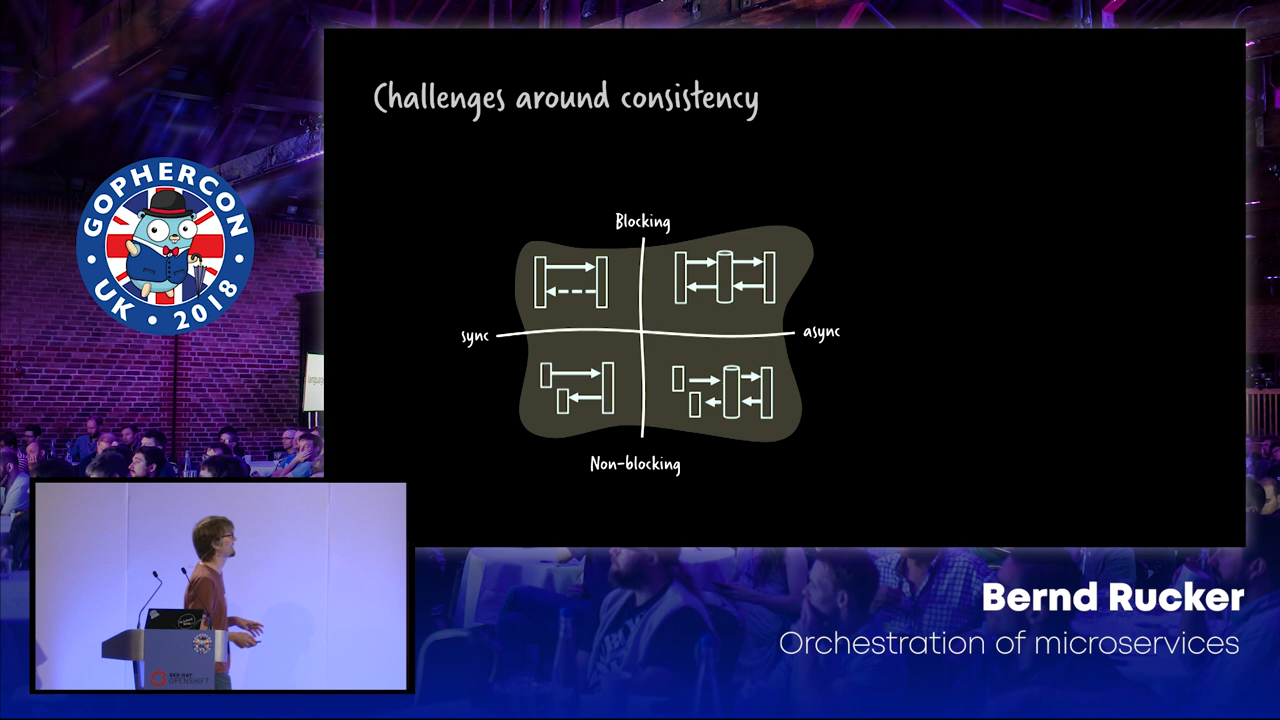 Challenges around consistency
GOPHERCON
UK • 2018
Blocking
sync
async
Non-blocking
RED HAT
OPENSHIFT
Bernd Rucker
Orchestration of microservices